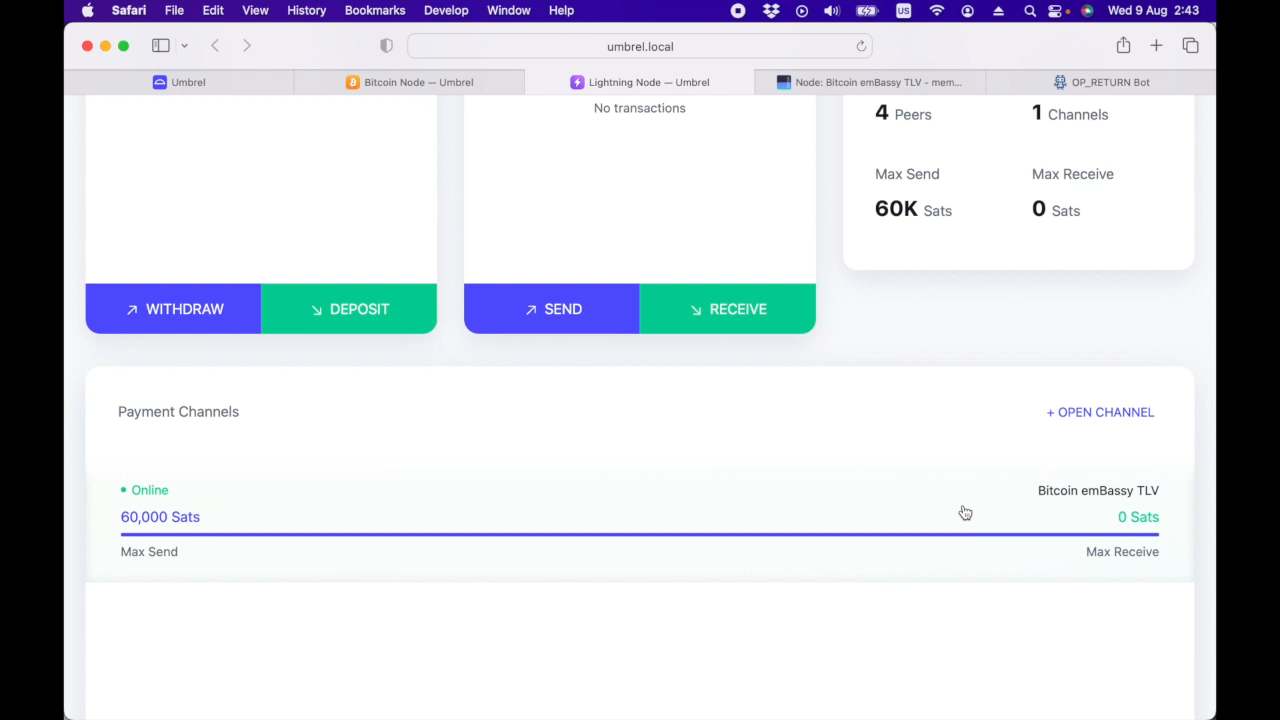 Safari File Edit View History Bookmarks Develop Window Help US Wed 9 Aug 2:43
umbrel.local
Umbrel
Bitcoin Node — Umbrel
Lightning Node — Umbrel
Node: Bitcoin emBassy TLV - mem...
OP_RETURN Bot
No transactions
4 Peers
1 Channels
Max Send
Max Receive
60K Sats
0 Sats
↗ WITHDRAW
↘ DEPOSIT
↗ SEND
↘ RECEIVE
Payment Channels
+ OPEN CHANNEL
• Online
Bitcoin emBassy TLV
60,000 Sats
0 Sats
Max Send
Max Receive